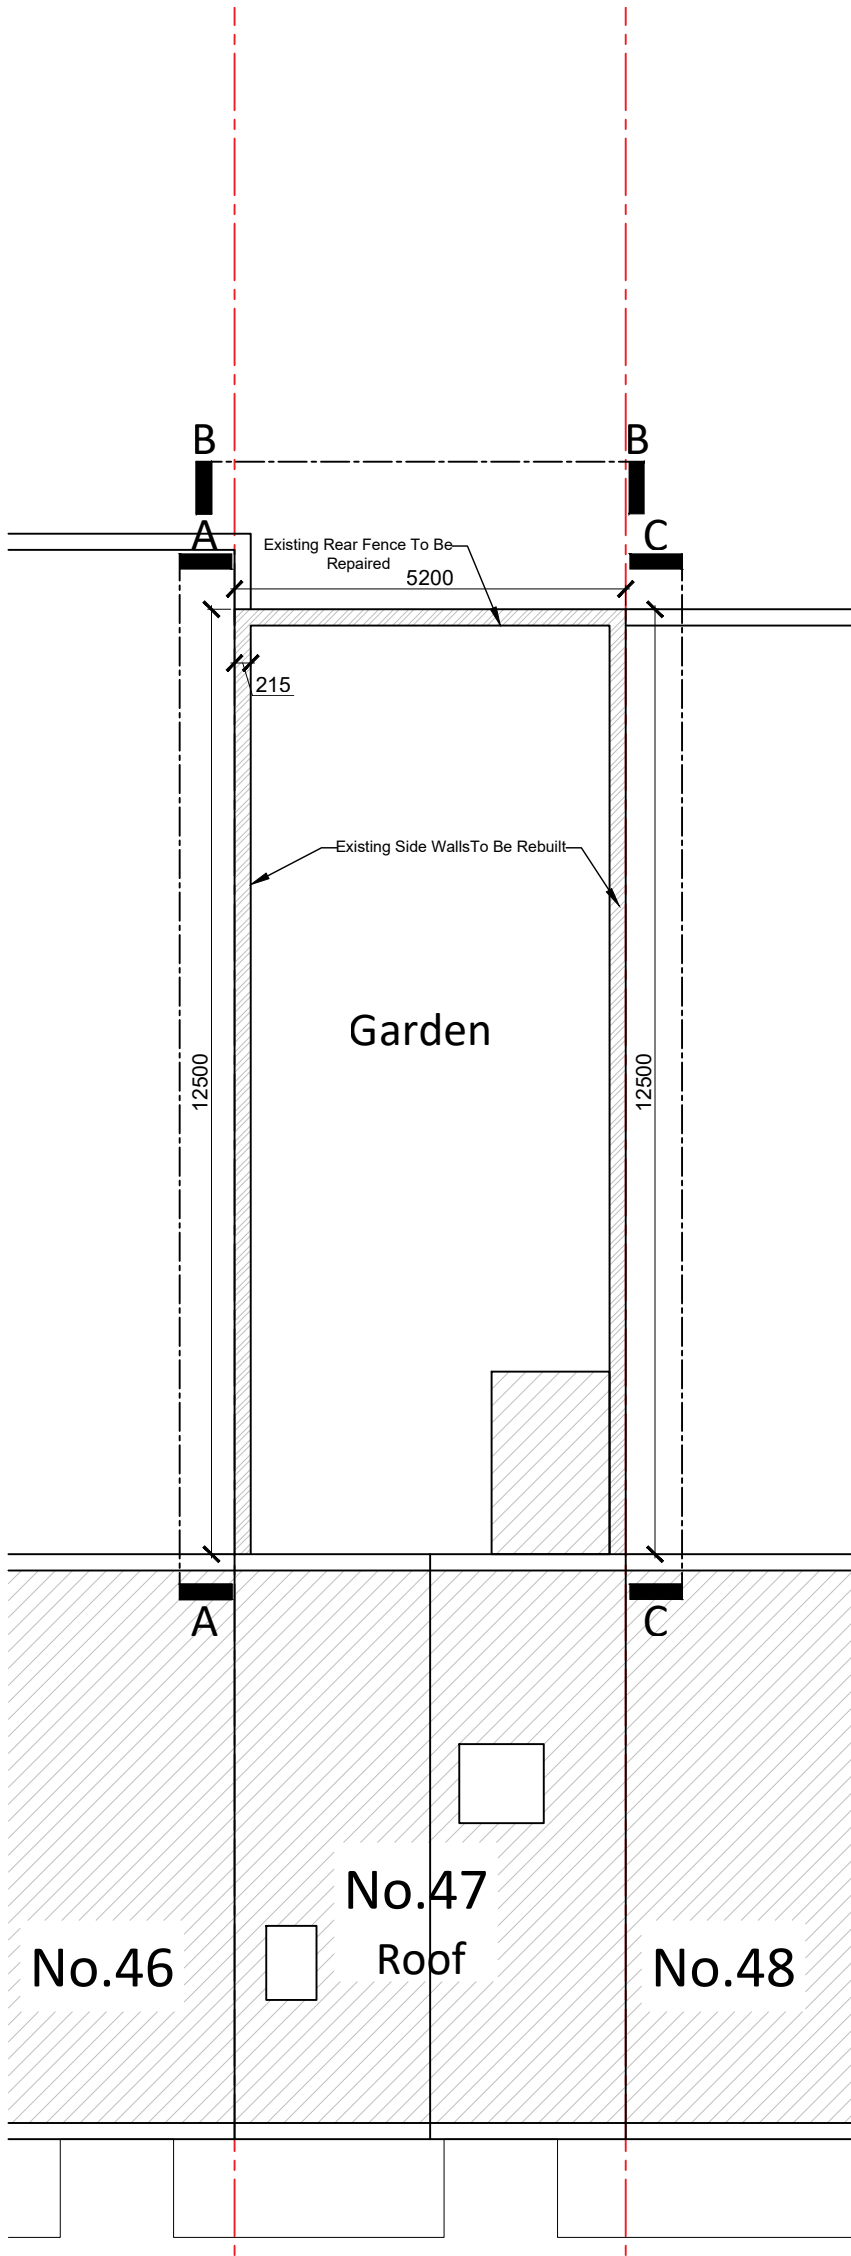 B
B
A
C
Existing Rear Fence To Be
Repaired
5200
215
Existing Side WallsTo Be Rebuilt
Garden
12500
12500
A
C
No.47
Roof
No.46
No.48